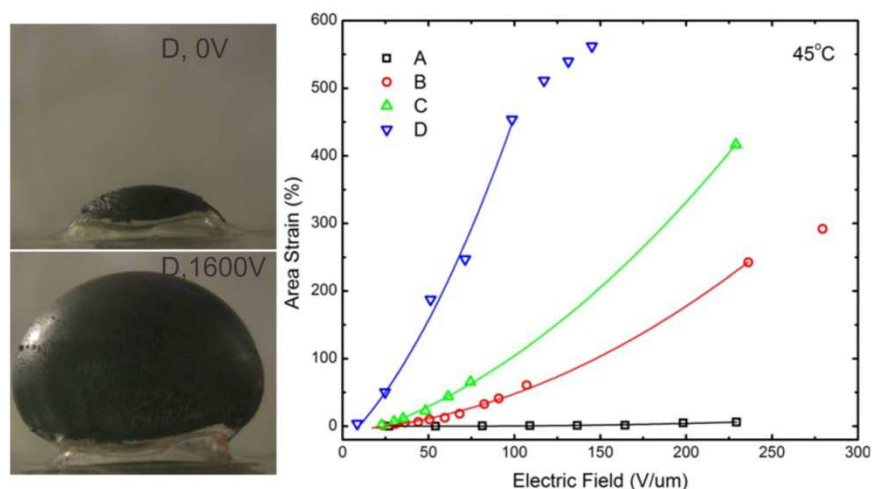 D, 0V
D,1600V
600
500
400
300
200
100
0
Area Strain (%)
A
B
C
D
45°C
0 50 100 150 200 250 300
Electric Field (V/um)